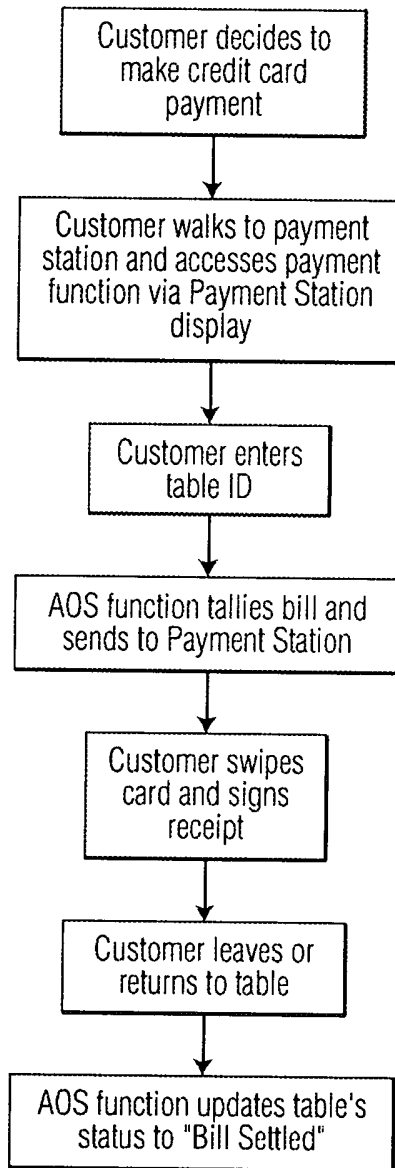 Customer decides to
make credit card
payment
Customer walks to payment
station and accesses payment
function via Payment Station
display
Customer enters
table ID
AOS function tallies bill and
sends to Payment Station
Customer swipes
card and signs
receipt
Customer leaves or
returns to table
AOS function updates table's
status to "Bill Settled"